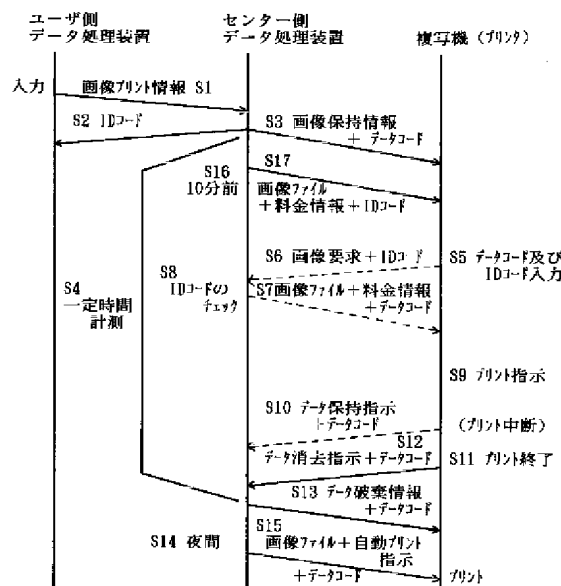 ユーザ側
データ処理装置
センター側
データ処理装置
複写機(プリンタ)
入力
画像プリント情報 S1
S2 IDコード
S3 画像保持情報
+ データコード
S16
10分前
S17
画像ファイル
+料金情報+IDコード
S6 画像要求+IDコード
S5 データコード及び
IDコード入力
S4
一定時間
計測
S8
IDコードの
チェック
S7画像ファイル+料金情報
+データコード
S9 プリント指示
S10 データ保持指示
+データコード
(プリント中断)
S12
データ消去指示+データコード
S11 プリント終了
S13 データ破棄情報
+データコード
S14 夜間
S15
画像ファイル+自動プリント
指示
+データコード
プリント